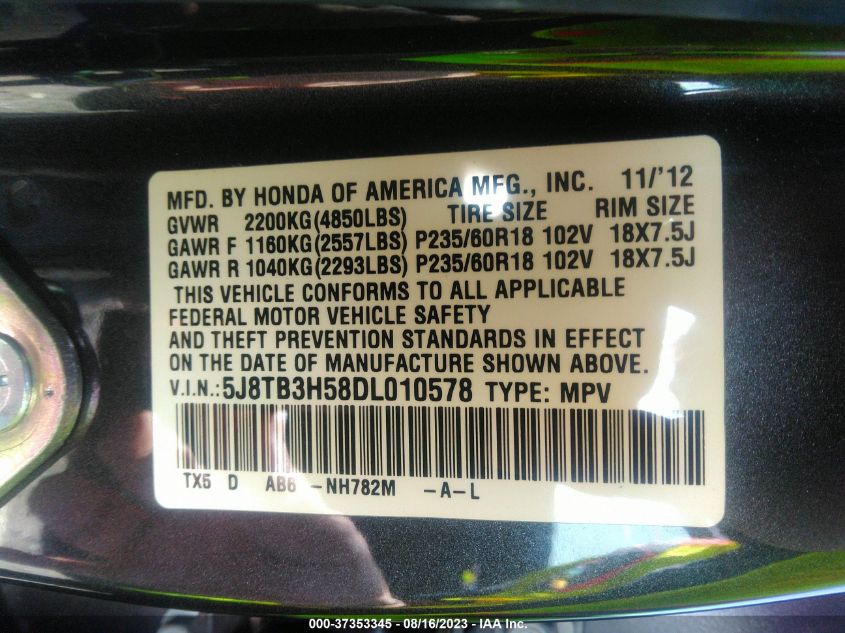 MFD. BY HONDA OF AMERICA MFG., INC. 11/'12
GVWR 2200KG(4850LBS) TIRE SIZE RIM SIZE
GAWR F 1160KG(2557LBS) P235/60R18 102V 18X7.5J
GAWR R 1040KG(2293LBS) P235/60R18 102V 18X7.5J
THIS VEHICLE CONFORMS TO ALL APPLICABLE
FEDERAL MOTOR VEHICLE SAFETY
AND THEFT PREVENTION STANDARDS IN EFFECT
ON THE DATE OF MANUFACTURE SHOWN ABOVE.
V.I.N.:5J8TB3H58DL010578 TYPE: MPV
TX5 D AB6 -NH782M -A-L
000-37353345 - 08/16/2023 - IAA Inc.